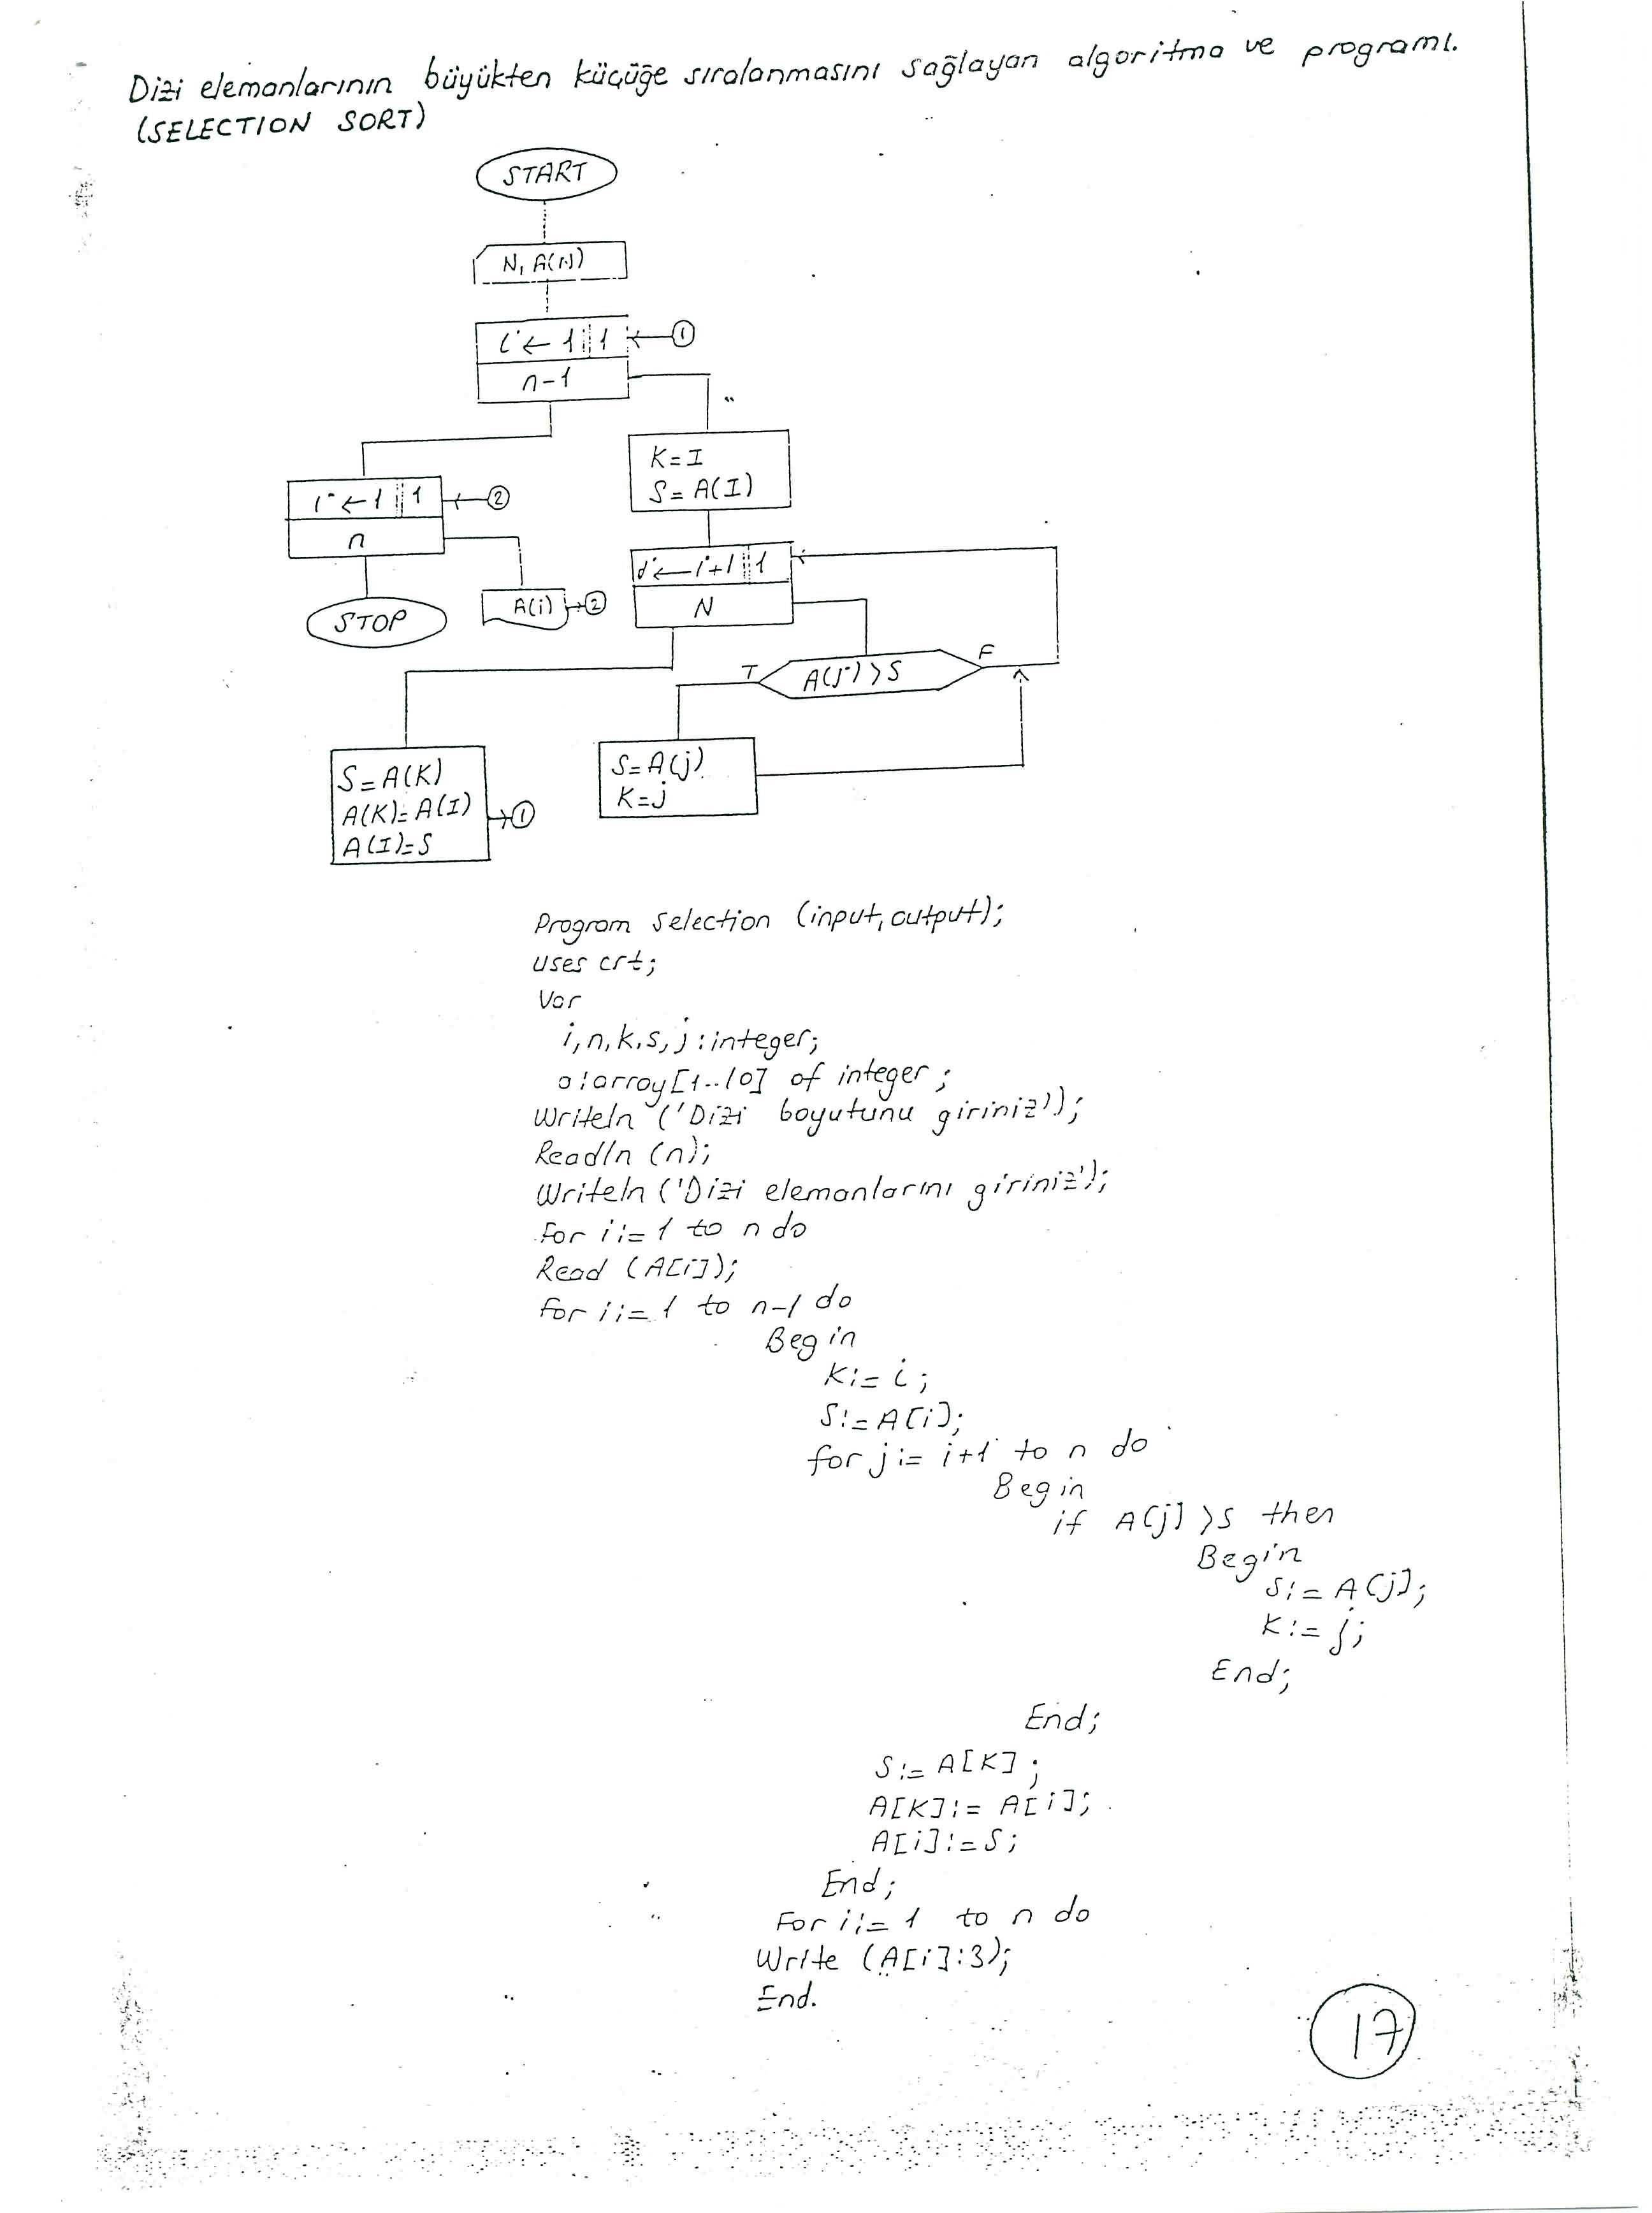 Dizi elemanlarının büyükten küçüğe sıralanmasını sağlayan algoritma ve programı.
(SELECTION SORT)
START
N, A(N)
i ← 1 1 ← 1
n-1
K = I
S = A(I)
i ← 1 1 ← 2
n
j ← i+1 1
N
A(i) → 2
STOP
T A(j) > S F
S = A(K)
A(K) = A(I) → 1
A(I) = S
S = A(j)
K = j
Program selection (input, output);
uses crt;
Var
i, n, k, s, j : integer;
a : array [1..10] of integer;
Writeln ('Dizi boyutunu giriniz');
Readln (n);
Writeln ('Dizi elemanlarını giriniz');
For i := 1 to n do
Read (A[i]);
For i := 1 to n-1 do
Begin
K := i;
S := A[i];
for j := i+1 to n do
Begin
if A[j] > S then
Begin
S := A[j];
K := j;
End;
End;
S := A[K];
A[K] := A[i];
A[i] := S;
End;
For i := 1 to n do
Write (A[i]:3);
End.
17